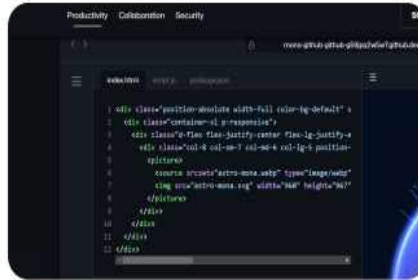 Productivity Collaboration Security
index.html
1 <div class="position-absolute width-full color-bg-default" s
2 <div class="container-xl p-responsive">
3 <div class="d-flex flex-justify-center flex-lg-justify-e
4 <div class="col-8 col-sm-7 col-md-6 col-lg-5 position-
5 <picture>
6 <source srcset="astro-mona.webp" type="image/webp"
7 <img src="astro-mona.svg" width="960" height="967"
8 </picture>
9 </div>
10 </div>
11 </div>
12 </div>